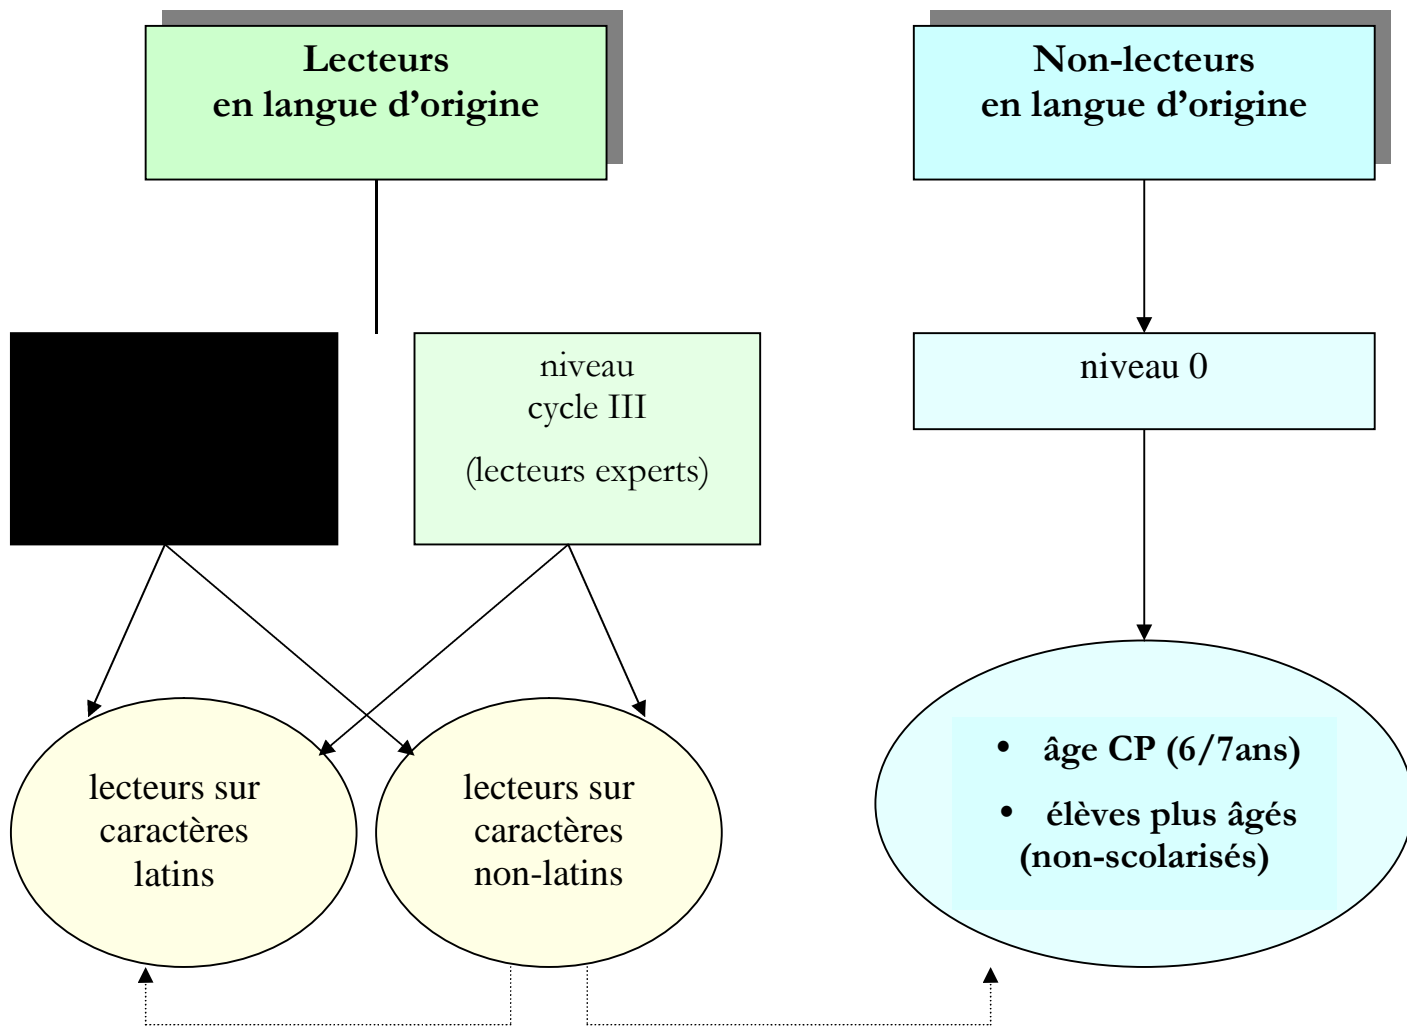 Lecteurs
en langue d’origine
Non-lecteurs
en langue d’origine
niveau
cycle III
(lecteurs experts)
niveau 0
lecteurs sur
caractères
latins
lecteurs sur
caractères
non-latins
• âge CP (6/7ans)
• élèves plus âgés
(non-scolarisés)